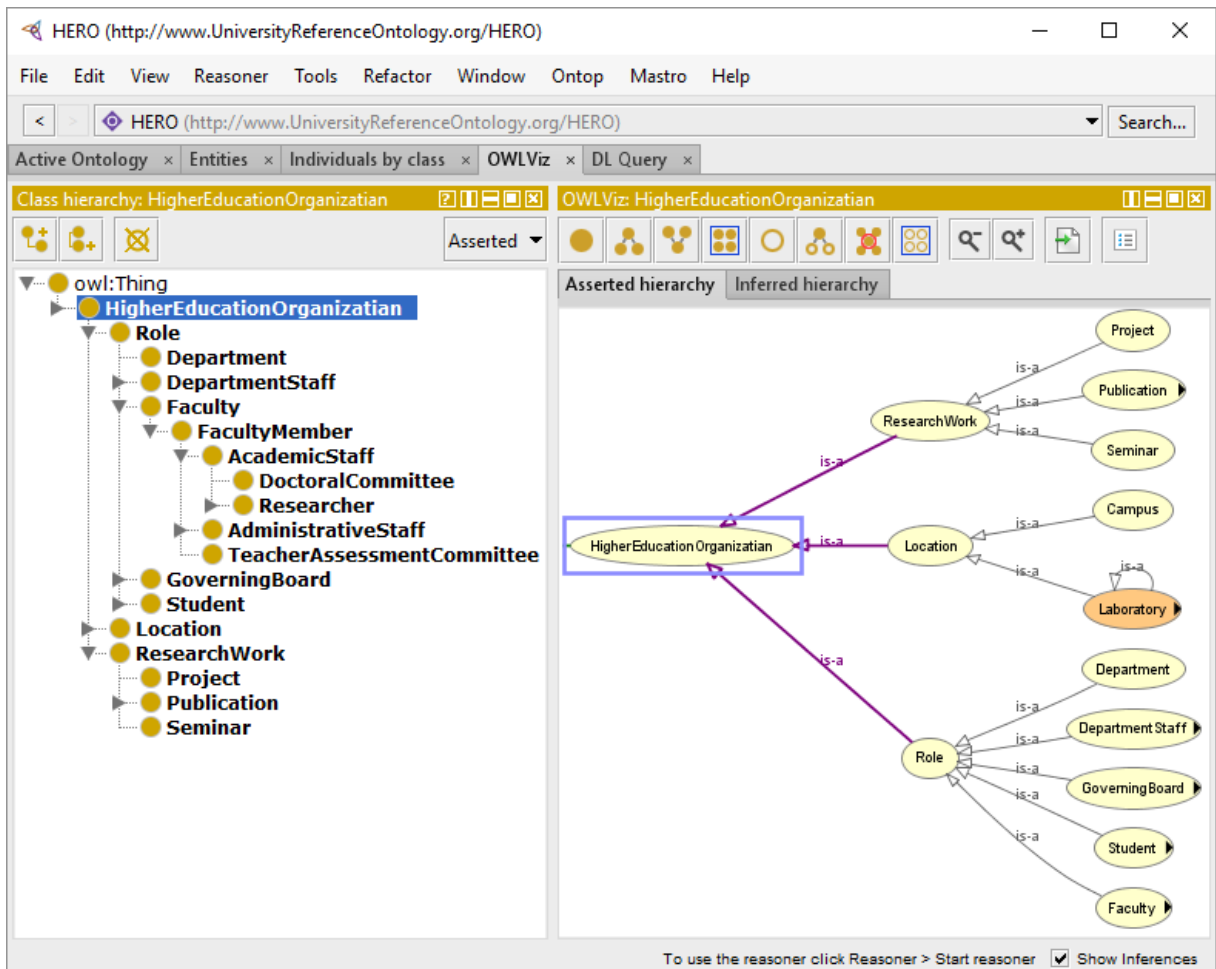 HERO (http://www.UniversityReferenceOntology.org/HERO)
File Edit View Reasoner Tools Refactor Window Ontop Mastro Help
< > HERO (http://www.UniversityReferenceOntology.org/HERO) Search...
Active Ontology × Entities × Individuals by class × OWLViz × DL Query ×
Class hierarchy: HigherEducationOrganizatian
Asserted
owl:Thing
HigherEducationOrganizatian
Role
Department
DepartmentStaff
Faculty
FacultyMember
AcademicStaff
DoctoralCommittee
Researcher
AdministrativeStaff
TeacherAssessmentCommittee
GoverningBoard
Student
Location
ResearchWork
Project
Publication
Seminar
OWLViz: HigherEducationOrganizatian
Asserted hierarchy Inferred hierarchy
Project
is-a
Publication
is-a
ResearchWork
is-a
Seminar
is-a
Campus
is-a
HigherEducationOrganizatian
is-a
Location
is-a
is-a
Laboratory
is-a
Department
is-a
DepartmentStaff
is-a
Role
is-a
GoverningBoard
is-a
Student
is-a
Faculty
To use the reasoner click Reasoner > Start reasoner Show Inferences